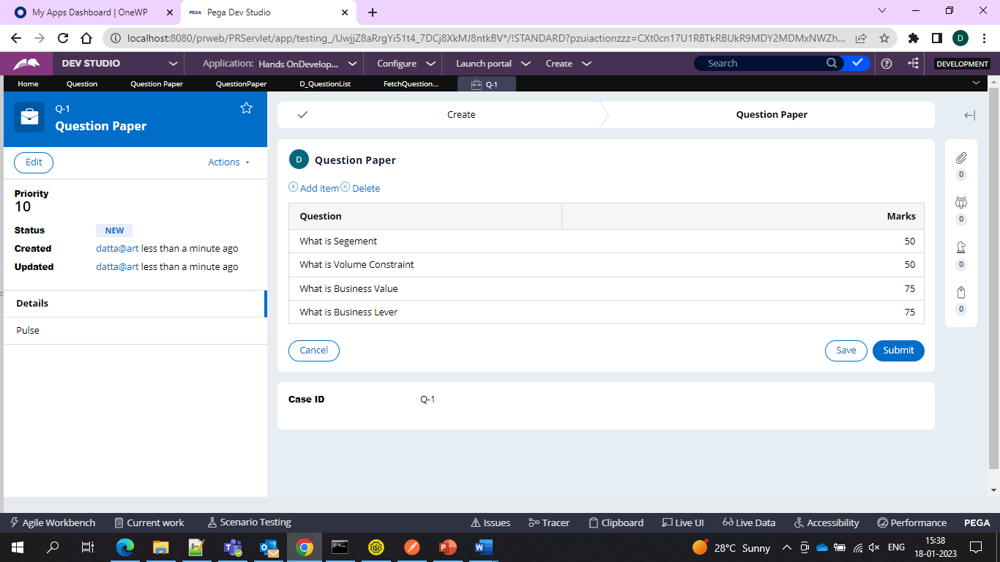 My Apps Dashboard | OneWP
PEGA Pega Dev Studio
localhost:8080/prweb/PRServlet/app/testing_/UwjjZ8aRrgYi51t4_7DCj8XkMJ8ntkBV*/!STANDARD?pzuiactionzzz=CXt0cn17U1RBTkRBUkR9MDY2MDMxNWZh...
D
DEV STUDIO
Application: Hands OnDevelop...
Configure
Launch portal
Create
Search
DEVELOPMENT
Home
Question
Question Paper
QuestionPaper
D_QuestionList
FetchQuestion...
Q-1
Q-1
Question Paper
Edit
Actions
Priority
10
Status NEW
Created datta@art less than a minute ago
Updated datta@art less than a minute ago
Details
Pulse
Create
Question Paper
D Question Paper
Add item Delete
Question Marks
What is Segement 50
What is Volume Constraint 50
What is Business Value 75
What is Business Lever 75
Cancel
Save
Submit
Case ID Q-1
0
0
0
0
Agile Workbench
Current work
Scenario Testing
Issues
Tracer
Clipboard
Live UI
Live Data
Accessibility
Performance
PEGA
28°C Sunny
ENG
15:38
18-01-2023